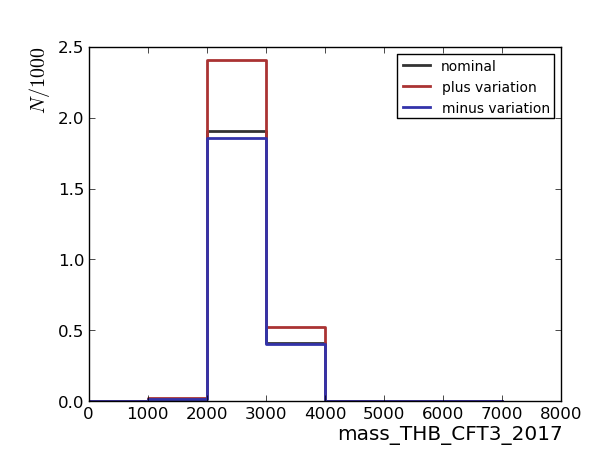 N/1000
2.5
2.0
1.5
1.0
0.5
0.0
nominal
plus variation
minus variation
0 1000 2000 3000 4000 5000 6000 7000 8000
mass_THB_CFT3_2017